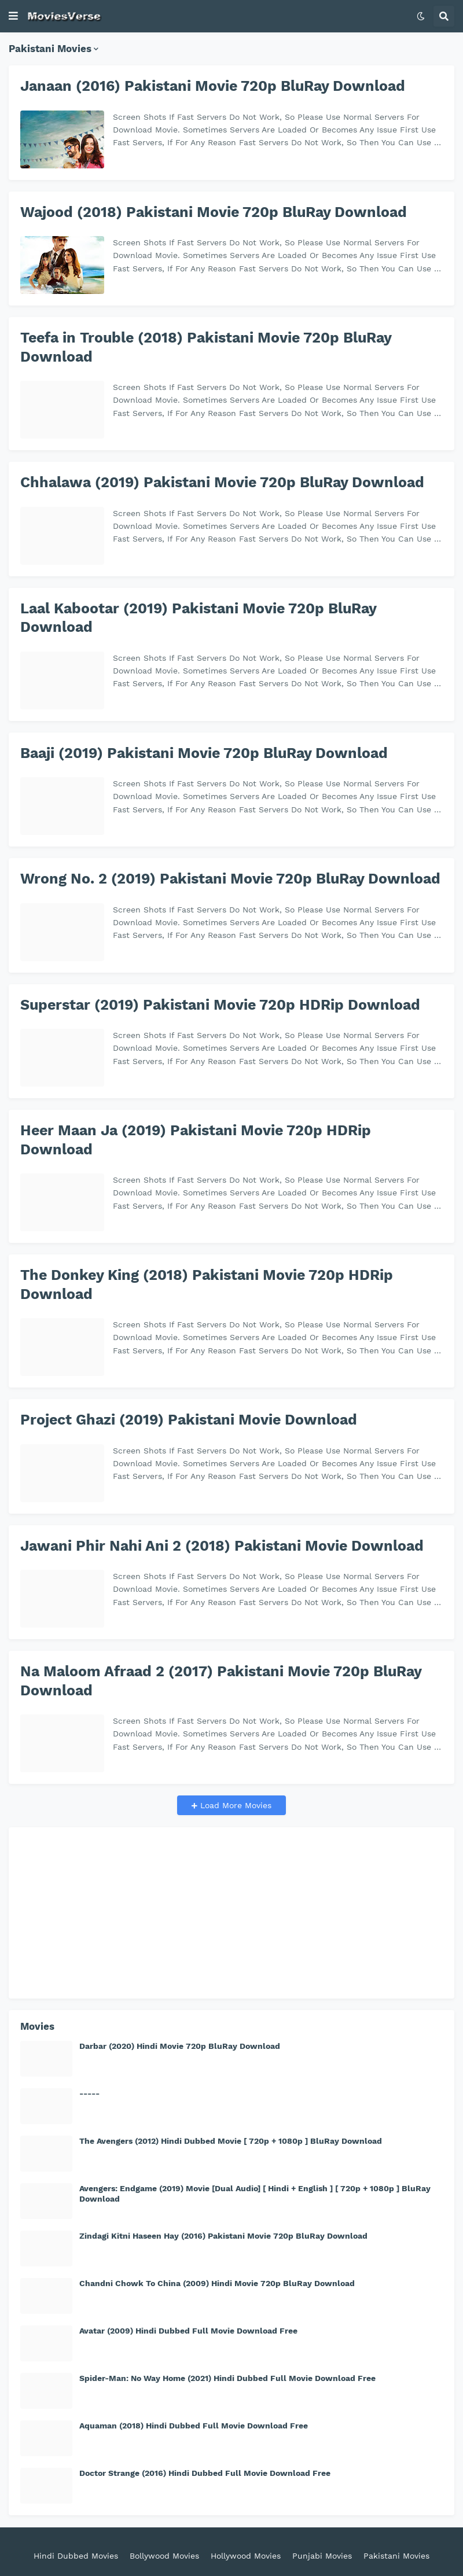 MoviesVerse
Pakistani Movies
Janaan (2016) Pakistani Movie 720p BluRay Download
Screen Shots If Fast Servers Do Not Work, So Please Use Normal Servers For
Download Movie. Sometimes Servers Are Loaded Or Becomes Any Issue First Use
Fast Servers, If For Any Reason Fast Servers Do Not Work, So Then You Can Use ...
Wajood (2018) Pakistani Movie 720p BluRay Download
Screen Shots If Fast Servers Do Not Work, So Please Use Normal Servers For
Download Movie. Sometimes Servers Are Loaded Or Becomes Any Issue First Use
Fast Servers, If For Any Reason Fast Servers Do Not Work, So Then You Can Use ...
Teefa in Trouble (2018) Pakistani Movie 720p BluRay
Download
Screen Shots If Fast Servers Do Not Work, So Please Use Normal Servers For
Download Movie. Sometimes Servers Are Loaded Or Becomes Any Issue First Use
Fast Servers, If For Any Reason Fast Servers Do Not Work, So Then You Can Use ...
Chhalawa (2019) Pakistani Movie 720p BluRay Download
Screen Shots If Fast Servers Do Not Work, So Please Use Normal Servers For
Download Movie. Sometimes Servers Are Loaded Or Becomes Any Issue First Use
Fast Servers, If For Any Reason Fast Servers Do Not Work, So Then You Can Use ...
Laal Kabootar (2019) Pakistani Movie 720p BluRay
Download
Screen Shots If Fast Servers Do Not Work, So Please Use Normal Servers For
Download Movie. Sometimes Servers Are Loaded Or Becomes Any Issue First Use
Fast Servers, If For Any Reason Fast Servers Do Not Work, So Then You Can Use ...
Baaji (2019) Pakistani Movie 720p BluRay Download
Screen Shots If Fast Servers Do Not Work, So Please Use Normal Servers For
Download Movie. Sometimes Servers Are Loaded Or Becomes Any Issue First Use
Fast Servers, If For Any Reason Fast Servers Do Not Work, So Then You Can Use ...
Wrong No. 2 (2019) Pakistani Movie 720p BluRay Download
Screen Shots If Fast Servers Do Not Work, So Please Use Normal Servers For
Download Movie. Sometimes Servers Are Loaded Or Becomes Any Issue First Use
Fast Servers, If For Any Reason Fast Servers Do Not Work, So Then You Can Use ...
Superstar (2019) Pakistani Movie 720p HDRip Download
Screen Shots If Fast Servers Do Not Work, So Please Use Normal Servers For
Download Movie. Sometimes Servers Are Loaded Or Becomes Any Issue First Use
Fast Servers, If For Any Reason Fast Servers Do Not Work, So Then You Can Use ...
Heer Maan Ja (2019) Pakistani Movie 720p HDRip
Download
Screen Shots If Fast Servers Do Not Work, So Please Use Normal Servers For
Download Movie. Sometimes Servers Are Loaded Or Becomes Any Issue First Use
Fast Servers, If For Any Reason Fast Servers Do Not Work, So Then You Can Use ...
The Donkey King (2018) Pakistani Movie 720p HDRip
Download
Screen Shots If Fast Servers Do Not Work, So Please Use Normal Servers For
Download Movie. Sometimes Servers Are Loaded Or Becomes Any Issue First Use
Fast Servers, If For Any Reason Fast Servers Do Not Work, So Then You Can Use ...
Project Ghazi (2019) Pakistani Movie Download
Screen Shots If Fast Servers Do Not Work, So Please Use Normal Servers For
Download Movie. Sometimes Servers Are Loaded Or Becomes Any Issue First Use
Fast Servers, If For Any Reason Fast Servers Do Not Work, So Then You Can Use ...
Jawani Phir Nahi Ani 2 (2018) Pakistani Movie Download
Screen Shots If Fast Servers Do Not Work, So Please Use Normal Servers For
Download Movie. Sometimes Servers Are Loaded Or Becomes Any Issue First Use
Fast Servers, If For Any Reason Fast Servers Do Not Work, So Then You Can Use ...
Na Maloom Afraad 2 (2017) Pakistani Movie 720p BluRay
Download
Screen Shots If Fast Servers Do Not Work, So Please Use Normal Servers For
Download Movie. Sometimes Servers Are Loaded Or Becomes Any Issue First Use
Fast Servers, If For Any Reason Fast Servers Do Not Work, So Then You Can Use ...
+ Load More Movies
Movies
Darbar (2020) Hindi Movie 720p BluRay Download
-----
The Avengers (2012) Hindi Dubbed Movie [ 720p + 1080p ] BluRay Download
Avengers: Endgame (2019) Movie [Dual Audio] [ Hindi + English ] [ 720p + 1080p ] BluRay
Download
Zindagi Kitni Haseen Hay (2016) Pakistani Movie 720p BluRay Download
Chandni Chowk To China (2009) Hindi Movie 720p BluRay Download
Avatar (2009) Hindi Dubbed Full Movie Download Free
Spider-Man: No Way Home (2021) Hindi Dubbed Full Movie Download Free
Aquaman (2018) Hindi Dubbed Full Movie Download Free
Doctor Strange (2016) Hindi Dubbed Full Movie Download Free
Hindi Dubbed Movies Bollywood Movies Hollywood Movies Punjabi Movies Pakistani Movies